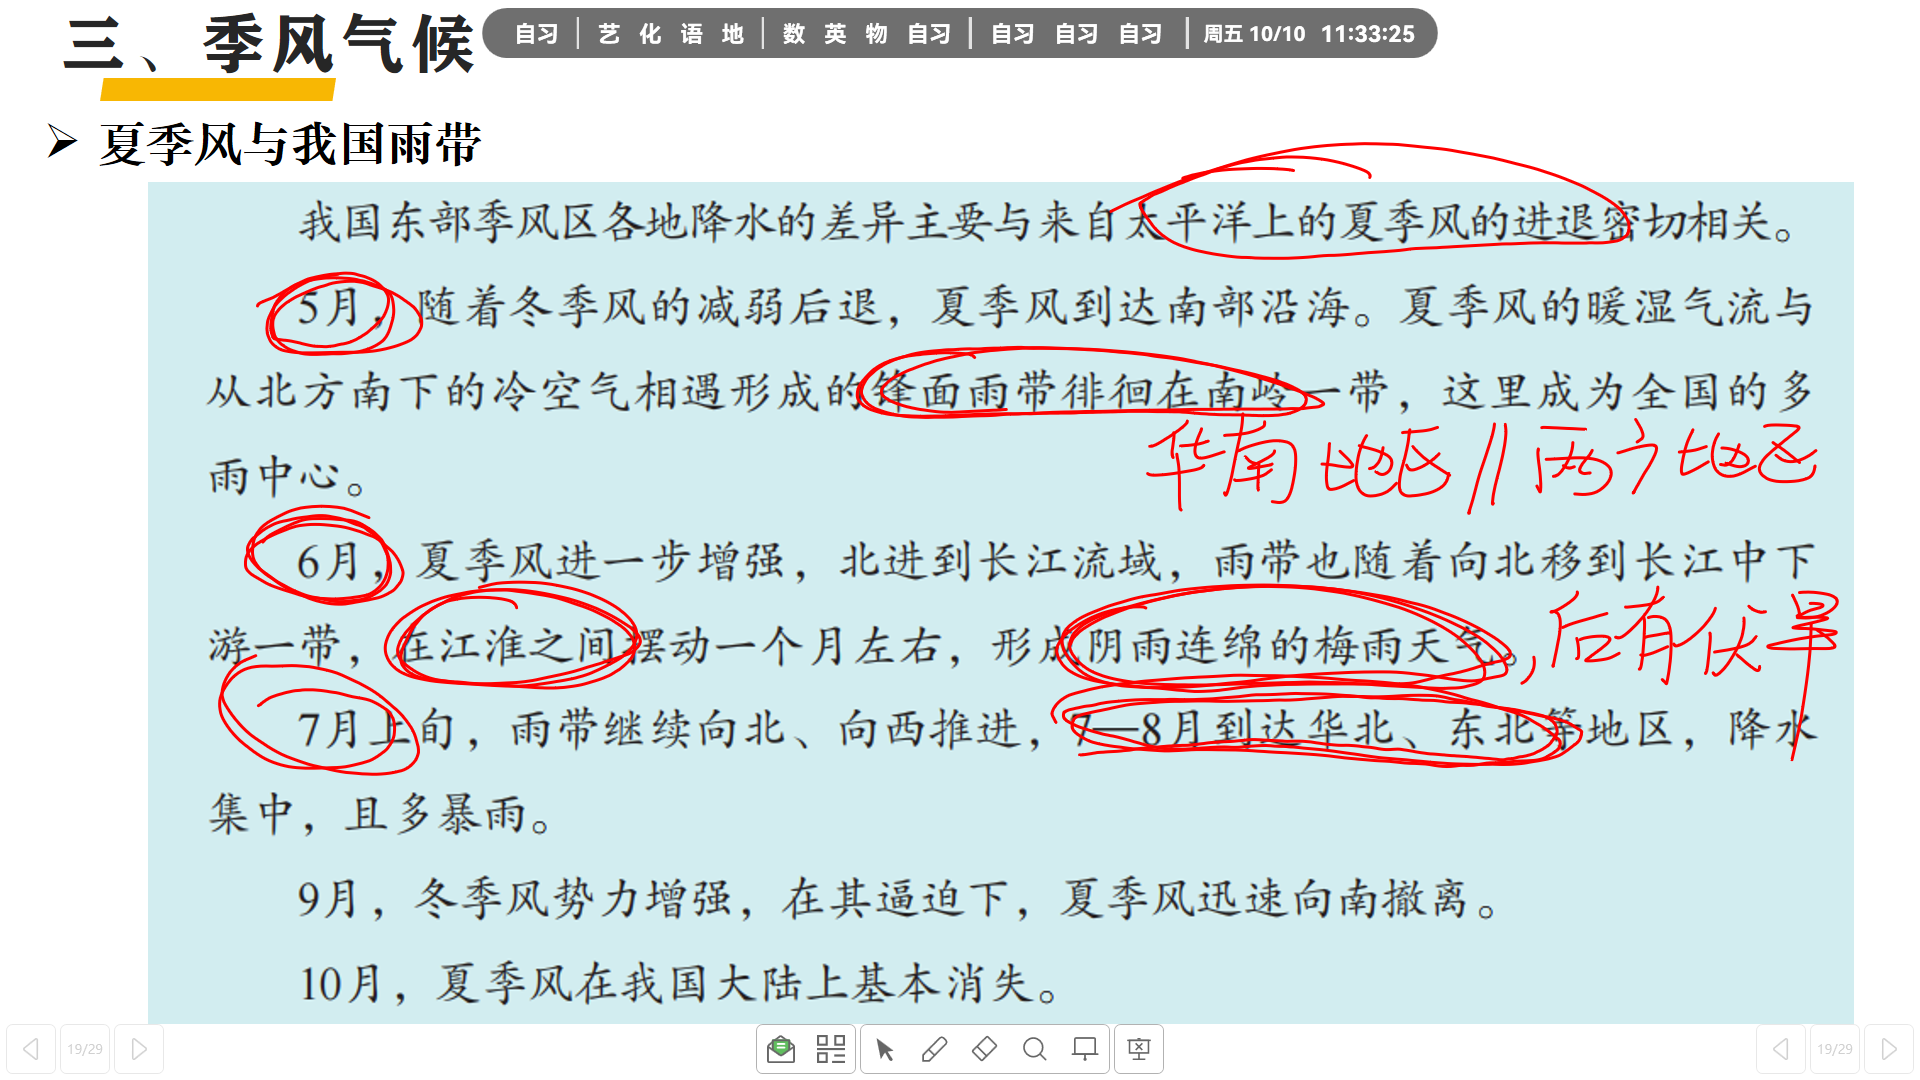 三、季风气候
自习 | 艺 化 语 地 | 数 英 物 自习 | 自习 自习 自习 | 周五 10/10 11:33:25
➢ 夏季风与我国雨带
我国东部季风区各地降水的差异主要与来自太平洋上的夏季风的进退密切相关。
5月，随着冬季风的减弱后退，夏季风到达南部沿海。夏季风的暖湿气流与
从北方南下的冷空气相遇形成的锋面雨带徘徊在南岭一带，这里成为全国的多
华南地区//两广地区
雨中心。
6月，夏季风进一步增强，北进到长江流域，雨带也随着向北移到长江中下
游一带，在江淮之间摆动一个月左右，形成阴雨连绵的梅雨天气。，后有伏旱
7月上旬，雨带继续向北、向西推进，7—8月到达华北、东北等地区，降水
集中，且多暴雨。
9月，冬季风势力增强，在其逼迫下，夏季风迅速向南撤离。
10月，夏季风在我国大陆上基本消失。
19/29
19/29